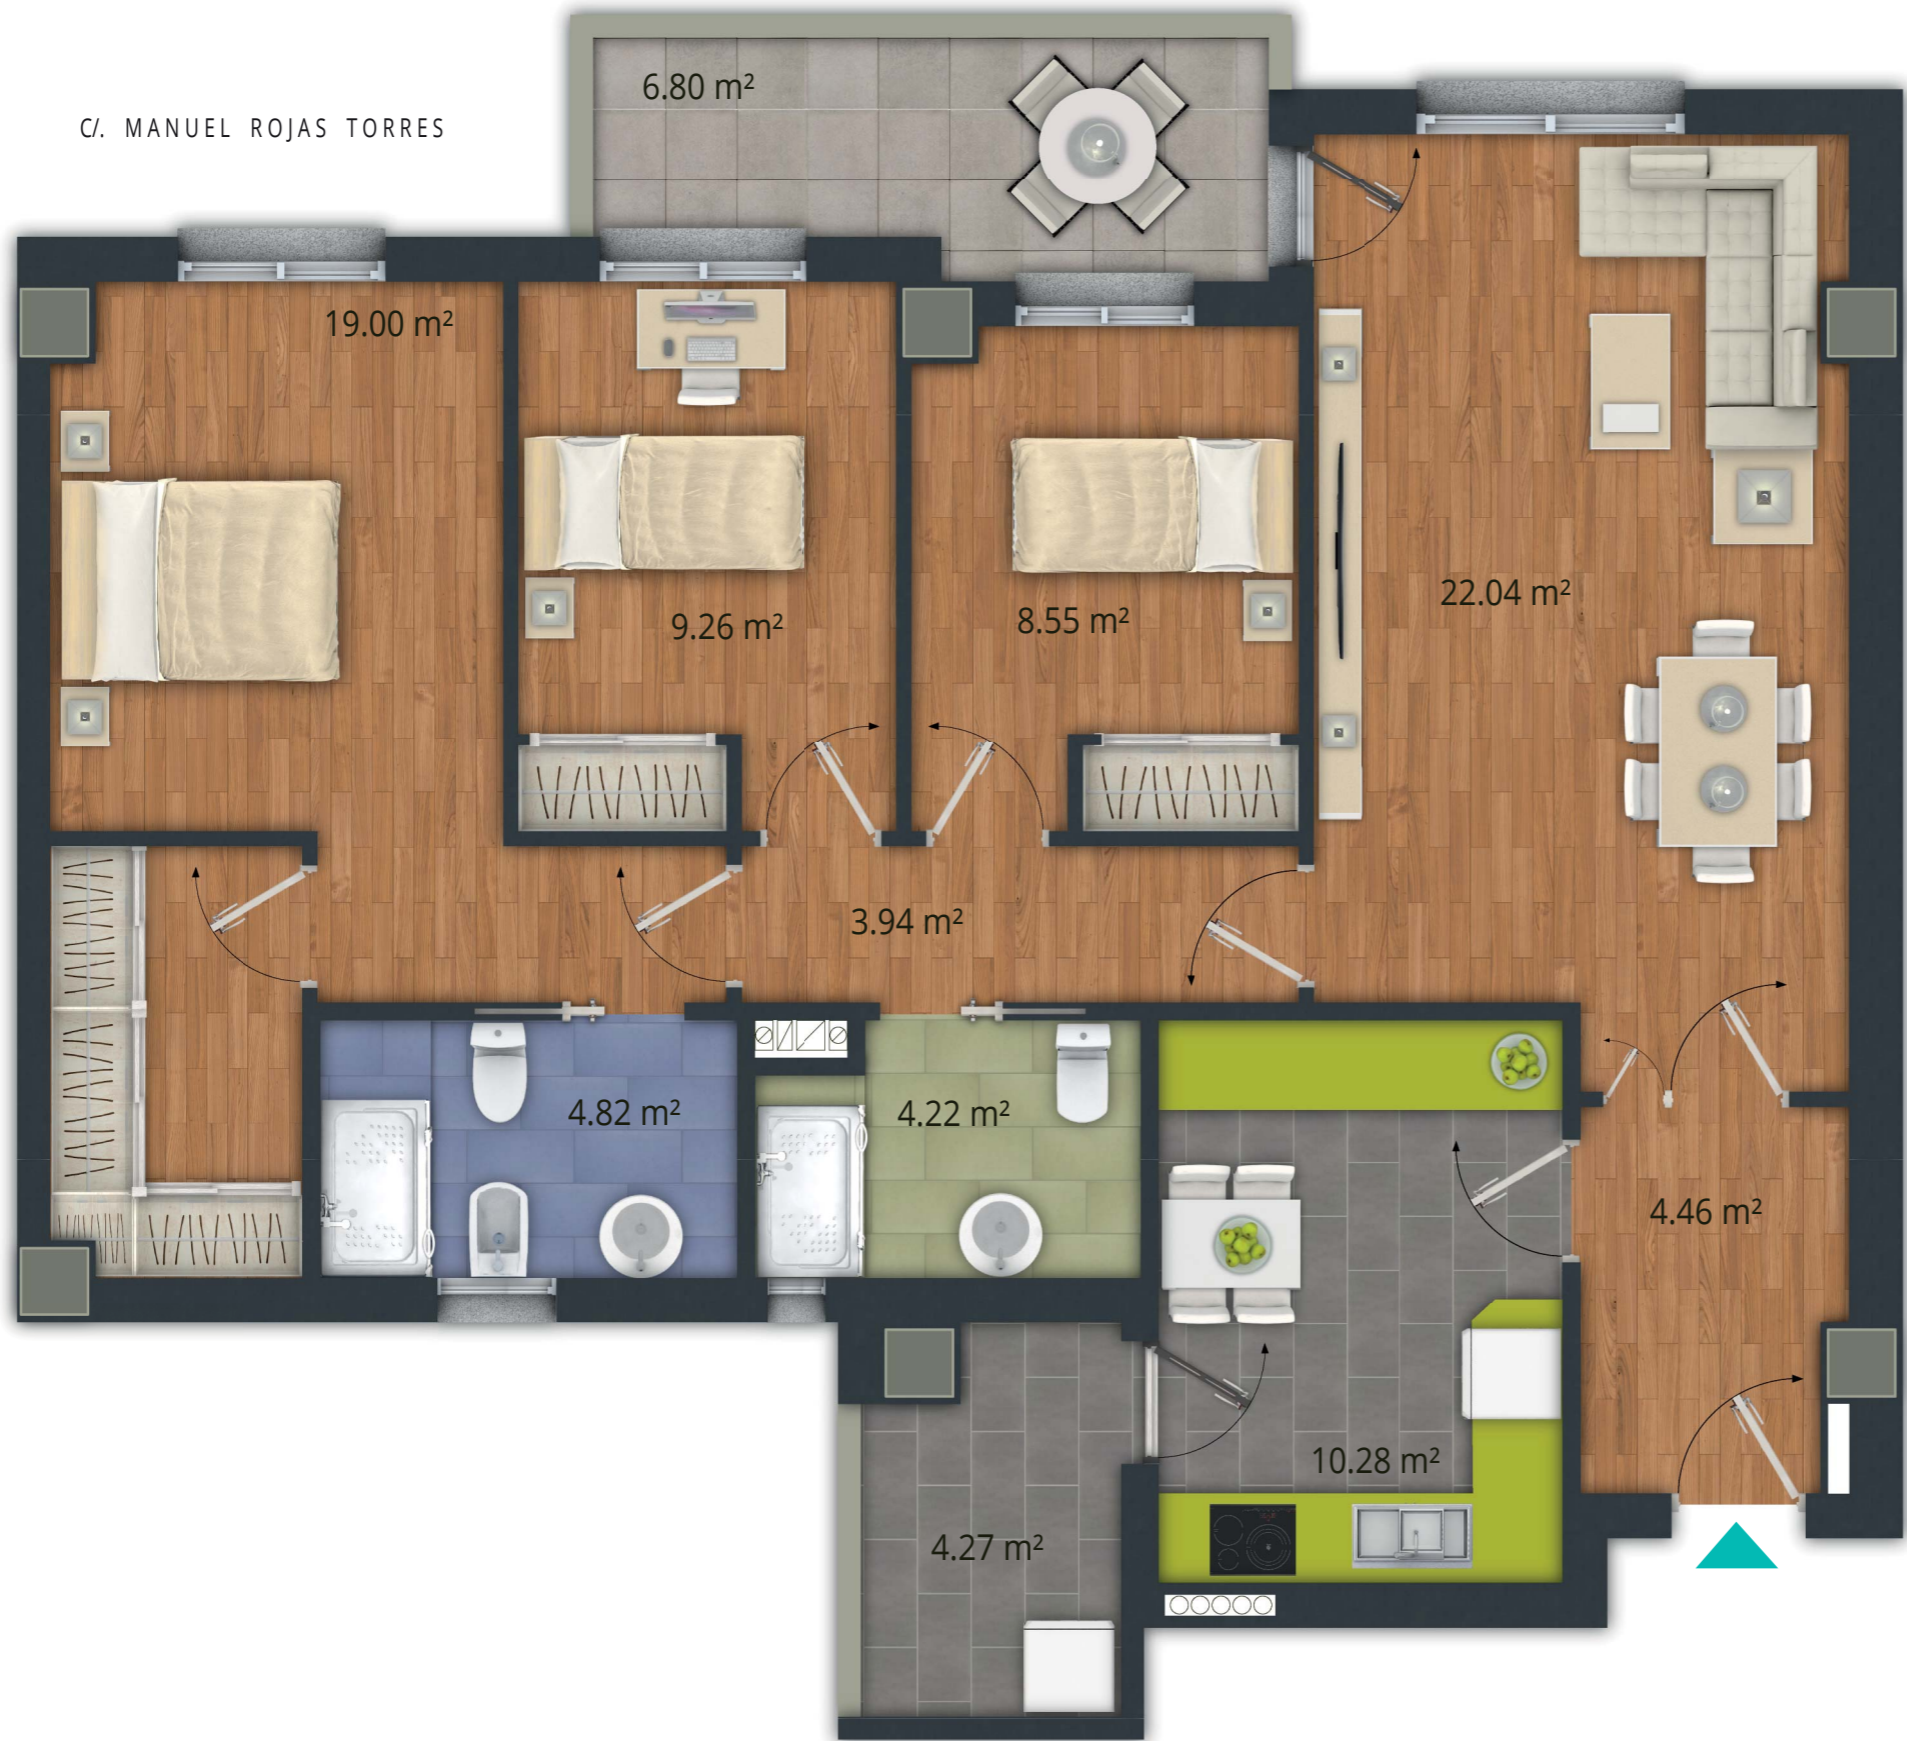 6.80 m²
C/. MANUEL ROJAS TORRES
19.00 m²
9.26 m²
8.55 m²
22.04 m²
3.94 m²
4.82 m²
4.22 m²
4.46 m²
10.28 m²
4.27 m²